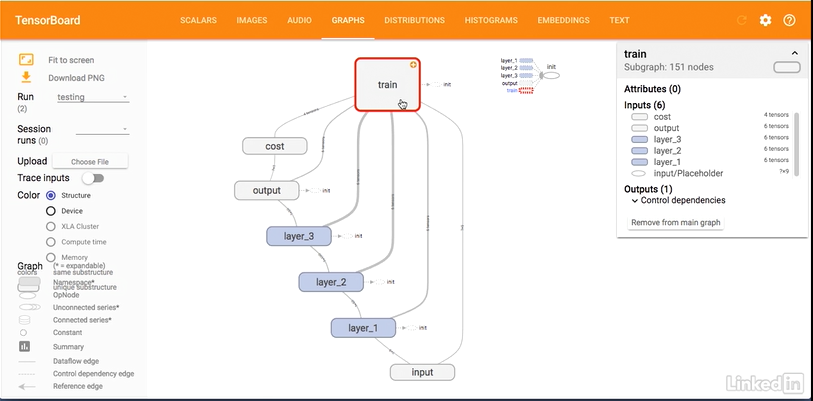 TensorBoard
SCALARS IMAGES AUDIO GRAPHS DISTRIBUTIONS HISTOGRAMS EMBEDDINGS TEXT
Fit to screen
Download PNG
Run testing
(2)
Session
runs (0)
Upload Choose File
Trace inputs
Color Structure
Device
XLA Cluster
Compute time
Memory
colors same substructure
unique substructure
Graph (* = expandable)
Namespace*
OpNode
Unconnected series*
Connected series*
Constant
Summary
Dataflow edge
Control dependency edge
Reference edge
train
init
cost
output
init
layer_3
init
layer_2
init
layer_1
init
input
layer_1
layer_2
layer_3
output
train
init
train
Subgraph: 151 nodes
Attributes (0)
Inputs (6)
cost 4 tensors
output 6 tensors
layer_3 6 tensors
layer_2 6 tensors
layer_1 6 tensors
input/Placeholder ?×9
Outputs (1)
Control dependencies
Remove from main graph
Linked in